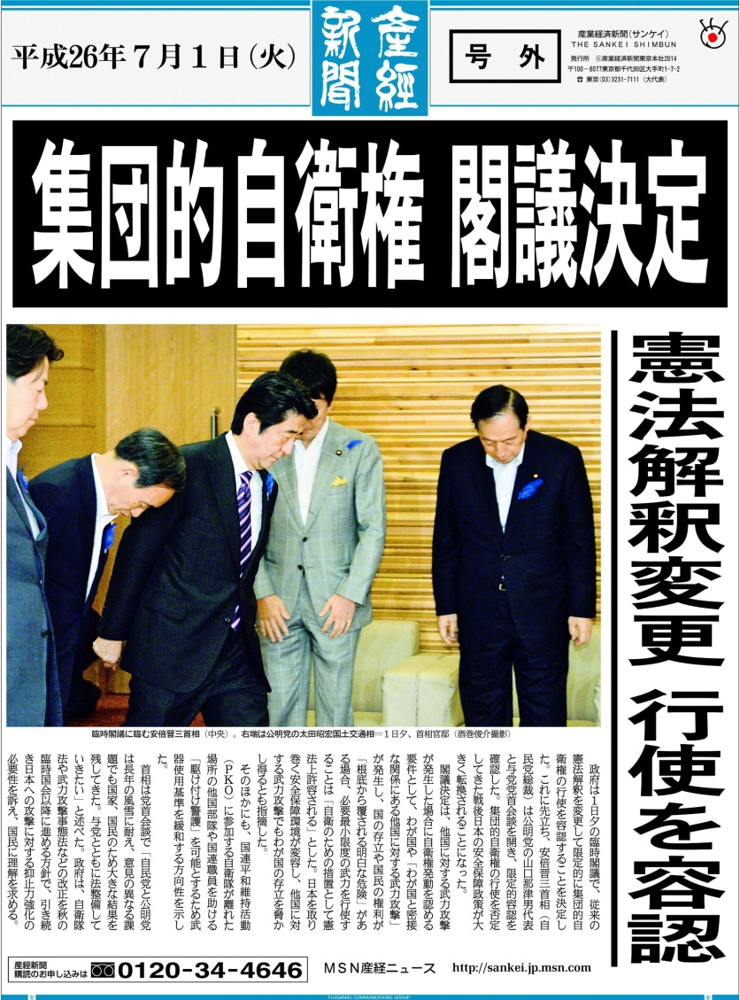 平成26年7月1日（火）
産経
新聞
号外
産業経済新聞（サンケイ）
THE SANKEI SHIMBUN
発行所　©産業経済新聞東京本社2014
〒100−8077東京都千代田区大手町1-7-2
☎ 東京(03)3231-7111（大代表）
集団的自衛権 閣議決定
憲法解釈変更 行使を容認
臨時閣議に臨む安倍晋三首相（中央）。右端は公明党の太田昭宏国土交通相＝１日夕、首相官邸（酒巻俊介撮影）
政府は１日夕の臨時閣議で、従来の
憲法解釈を変更して限定的に集団的自
衛権の行使を容認することを決定し
た。これに先立ち、安倍晋三首相（自
民党総裁）は公明党の山口那津男代表
と与党党首会談を開き、限定的容認を
確認した。集団的自衛権の行使を否定
してきた戦後日本の安全保障政策が大
きく転換されることになった。
閣議決定は、他国に対する武力攻撃
が発生した場合に自衛権発動を認める
要件として、わが国や「わが国と密接
な関係にある他国に対する武力攻撃」
が発生し、国の存立や国民の権利が
「根底から覆される明白な危険」があ
る場合、必要最小限度の武力を行使す
ることは「自衛のための措置として憲
法上許容される」とした。日本を取り
巻く安全保障環境が変容し、他国に対
する武力攻撃でもわが国の存立を脅か
し得るとも指摘した。
そのほかにも、国連平和維持活動
（ＰＫＯ）に参加する自衛隊が離れた
場所の他国部隊や国連職員を助ける
「駆け付け警護」を可能とするため武
器使用基準を緩和する方向性を示し
た。
首相は党首会談で「自民党と公明党
は長年の風雪に耐え、意見の異なる課
題でも国家、国民のため大きな結果を
残してきた。与党とともに法整備して
いきたい」と述べた。政府は、自衛隊
法や武力攻撃事態法などの改正を秋の
臨時国会以降に進める方針で、引き続
き日本への攻撃に対する抑止力強化の
必要性を訴え、国民に理解を求める。
産經新聞
購読のお申し込みは
0120-34-4646
ＭＳＮ産経ニュース
http://sankei.jp.msn.com
FUJISANKEI COMMUNICATIONS GROUP